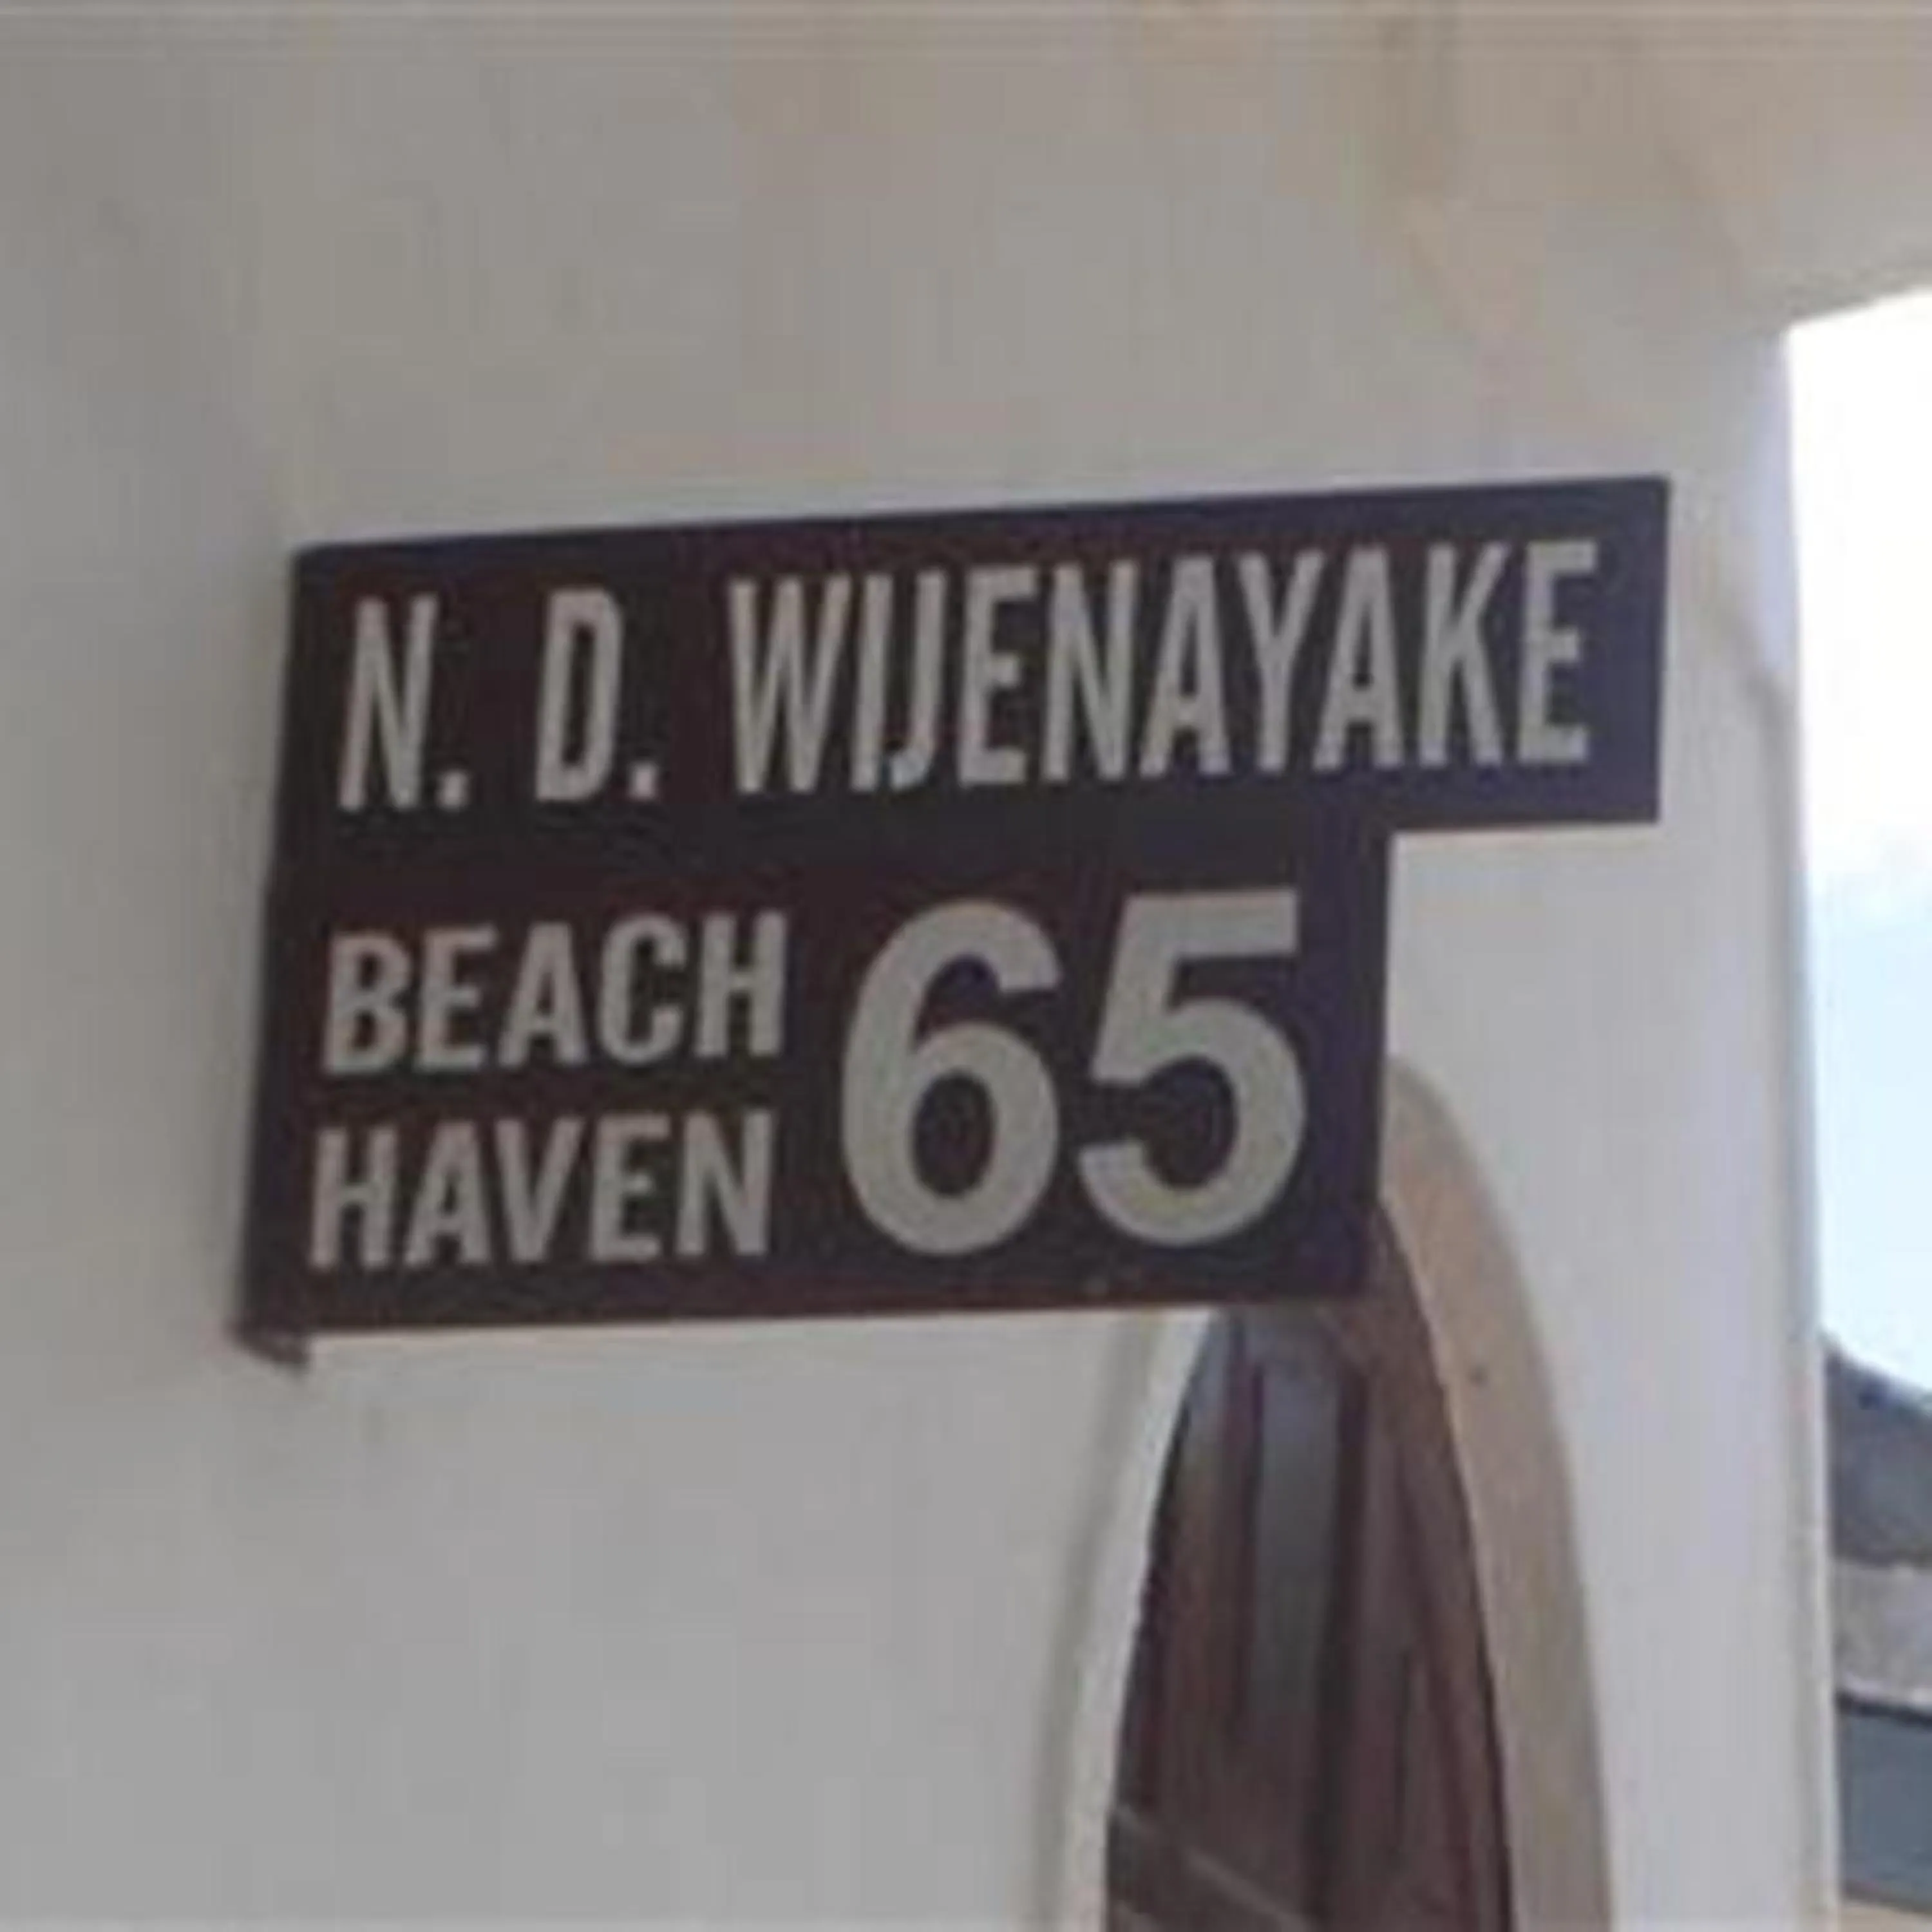 N. D. WIJENAYAKE
BEACH
HAVEN
65